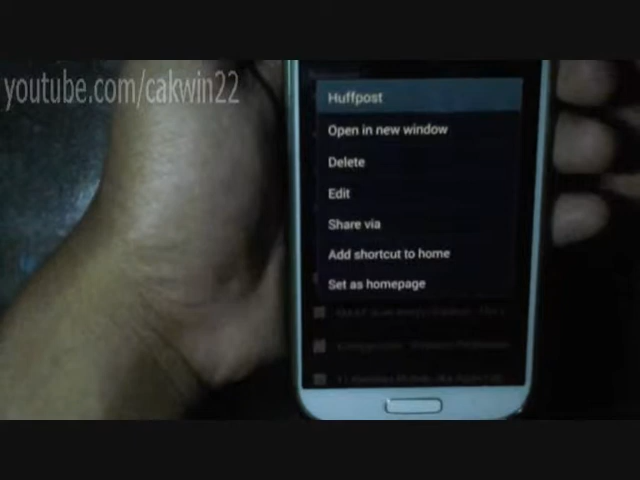 youtube.com/cakwin22
Huffpost
Open in new window
Delete
Edit
Share via
Add shortcut to home
Set as homepage